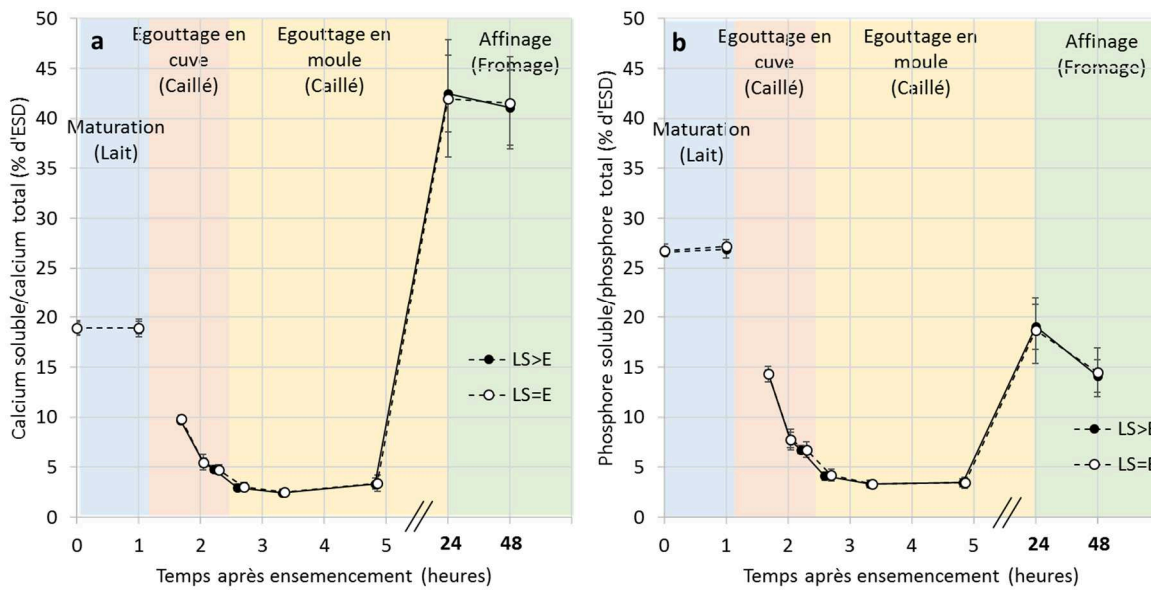 a
Egouttage en
cuve
(Caillé)
Egouttage en
moule
(Caillé)
Affinage
(Fromage)
Maturation
(Lait)
Calcium soluble/calcium total (% d'ESD)
50
45
40
35
30
25
20
15
10
5
0
LS>E
LS=E
0 1 2 3 4 5 24 48
Temps après ensemencement (heures)
b
Egouttage en
cuve
(Caillé)
Egouttage en
moule
(Caillé)
Affinage
(Fromage)
Maturation
(Lait)
Phosphore soluble/phosphore total (% d'ESD)
50
45
40
35
30
25
20
15
10
5
0
LS>E
LS=E
0 1 2 3 4 5 24 48
Temps après ensemencement (heures)